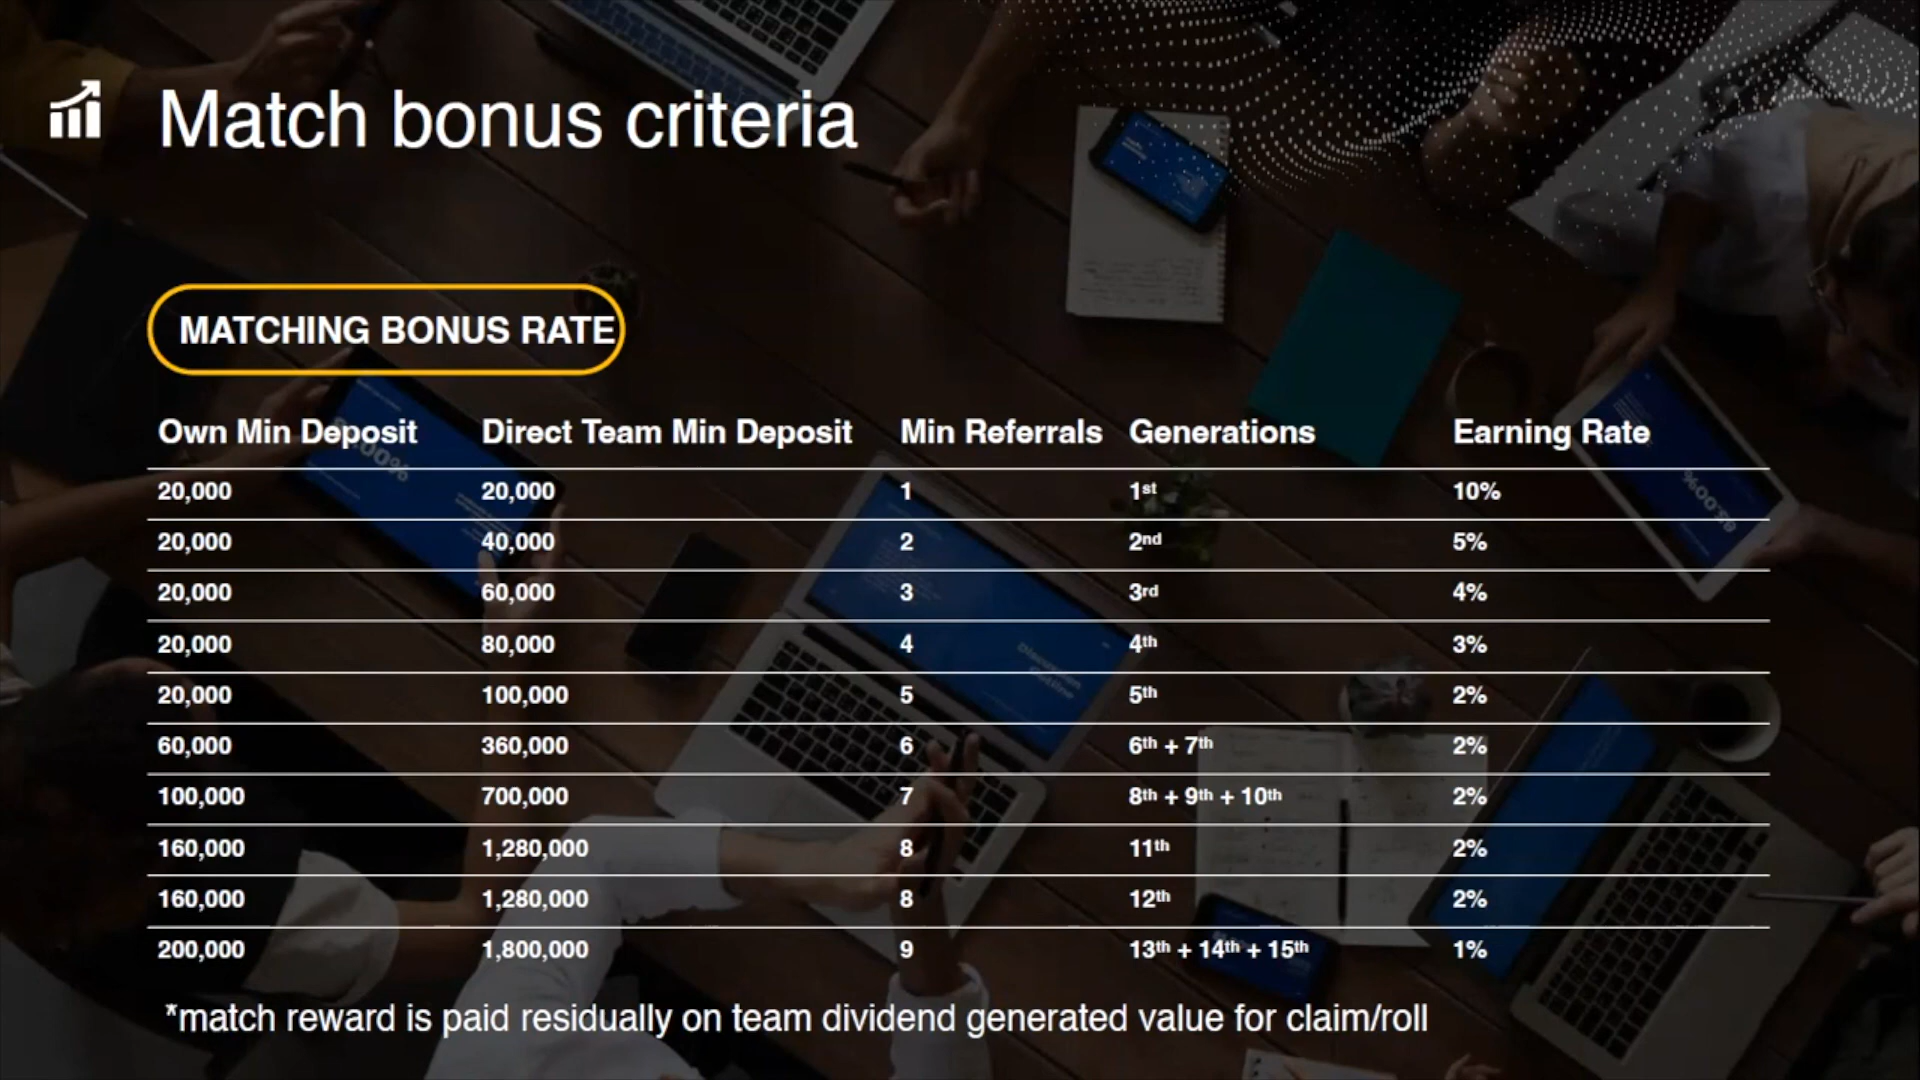 Match bonus criteria
MATCHING BONUS RATE
Own Min Deposit Direct Team Min Deposit Min Referrals Generations Earning Rate
20,000 20,000 1 1st 10%
20,000 40,000 2 2nd 5%
20,000 60,000 3 3rd 4%
20,000 80,000 4 4th 3%
20,000 100,000 5 5th 2%
60,000 360,000 6 6th + 7th 2%
100,000 700,000 7 8th + 9th + 10th 2%
160,000 1,280,000 8 11th 2%
160,000 1,280,000 8 12th 2%
200,000 1,800,000 9 13th + 14th + 15th 1%
*match reward is paid residually on team dividend generated value for claim/roll